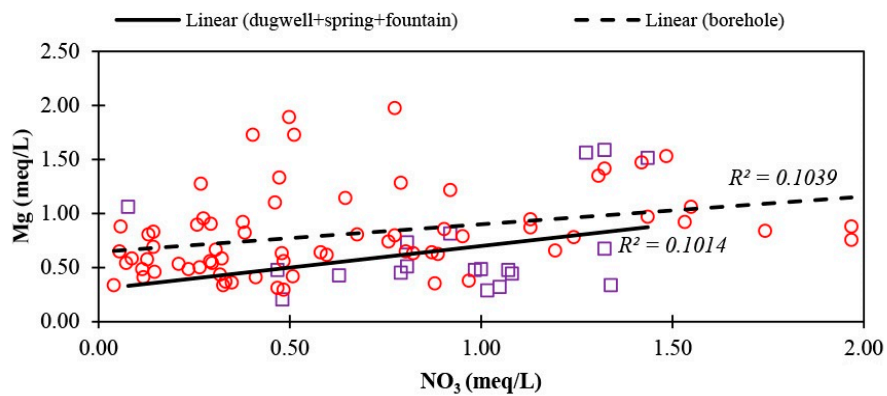 Linear (dugwell+spring+fountain) Linear (borehole)
2.50
2.00
1.50
1.00
0.50
0.00
Mg (meq/L)
R² = 0.1039
R² = 0.1014
0.00 0.50 1.00 1.50 2.00
NO₃ (meq/L)